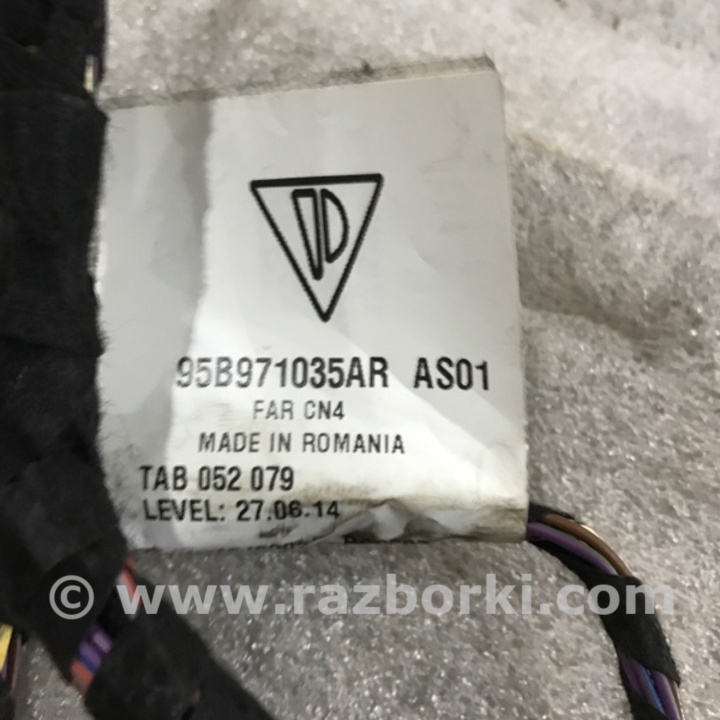 95B971035AR AS01
FAR CN4
MADE IN ROMANIA
TAB 052 079
LEVEL: 27.06.14
© www.razborki.com